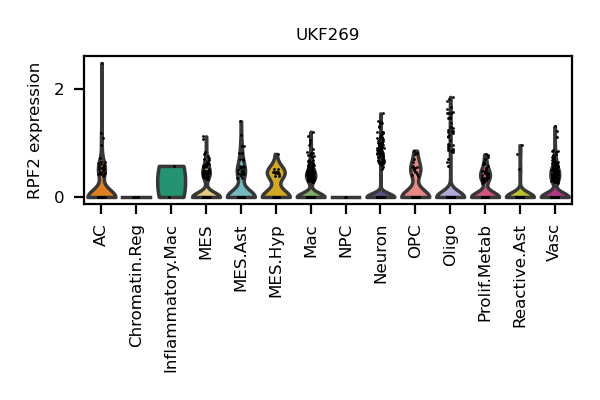 UKF269
RPF2 expression
2
0
AC
Chromatin.Reg
Inflammatory.Mac
MES
MES.Ast
MES.Hyp
Mac
NPC
Neuron
OPC
Oligo
Prolif.Metab
Reactive.Ast
Vasc